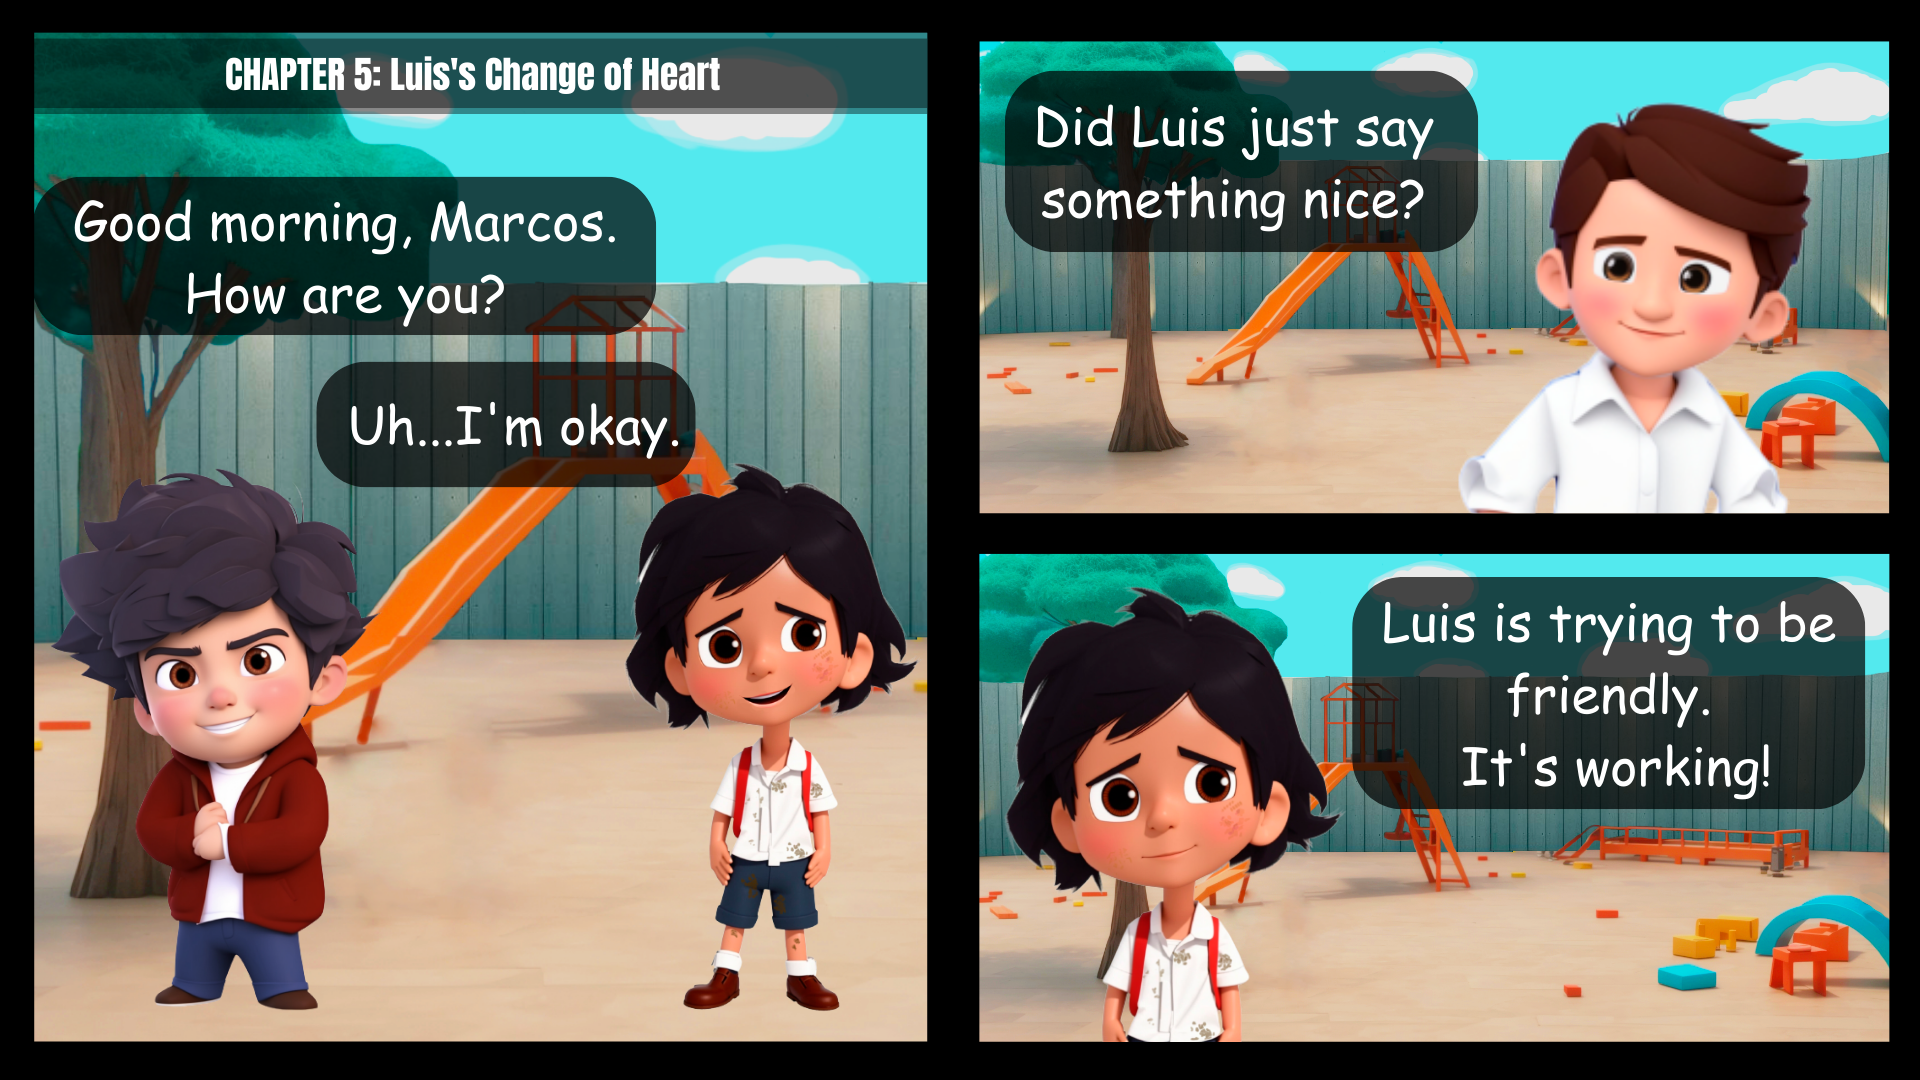 CHAPTER 5: Luis's Change of Heart
Good morning, Marcos.
How are you?
Uh...I'm okay.
Did Luis just say
something nice?
Luis is trying to be
friendly.
It's working!